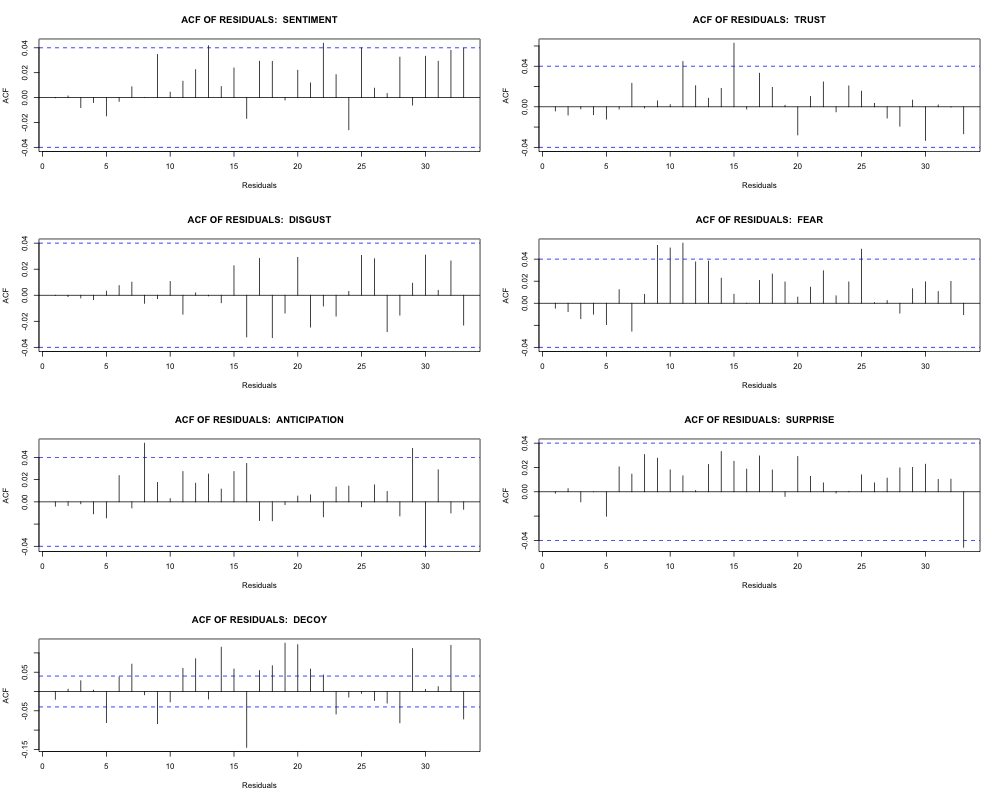 ACF OF RESIDUALS: SENTIMENT
ACF
0.04
0.02
0.00
-0.02
-0.04
0 5 10 15 20 25 30
Residuals
ACF OF RESIDUALS: TRUST
ACF
0.04
0.00
-0.04
0 5 10 15 20 25 30
Residuals
ACF OF RESIDUALS: DISGUST
ACF
0.04
0.02
0.00
-0.02
-0.04
0 5 10 15 20 25 30
Residuals
ACF OF RESIDUALS: FEAR
ACF
0.04
0.02
0.00
-0.04
0 5 10 15 20 25 30
Residuals
ACF OF RESIDUALS: ANTICIPATION
ACF
0.04
0.02
0.00
-0.04
0 5 10 15 20 25 30
Residuals
ACF OF RESIDUALS: SURPRISE
ACF
0.04
0.02
0.00
-0.04
0 5 10 15 20 25 30
Residuals
ACF OF RESIDUALS: DECOY
ACF
0.05
-0.05
-0.15
0 5 10 15 20 25 30
Residuals